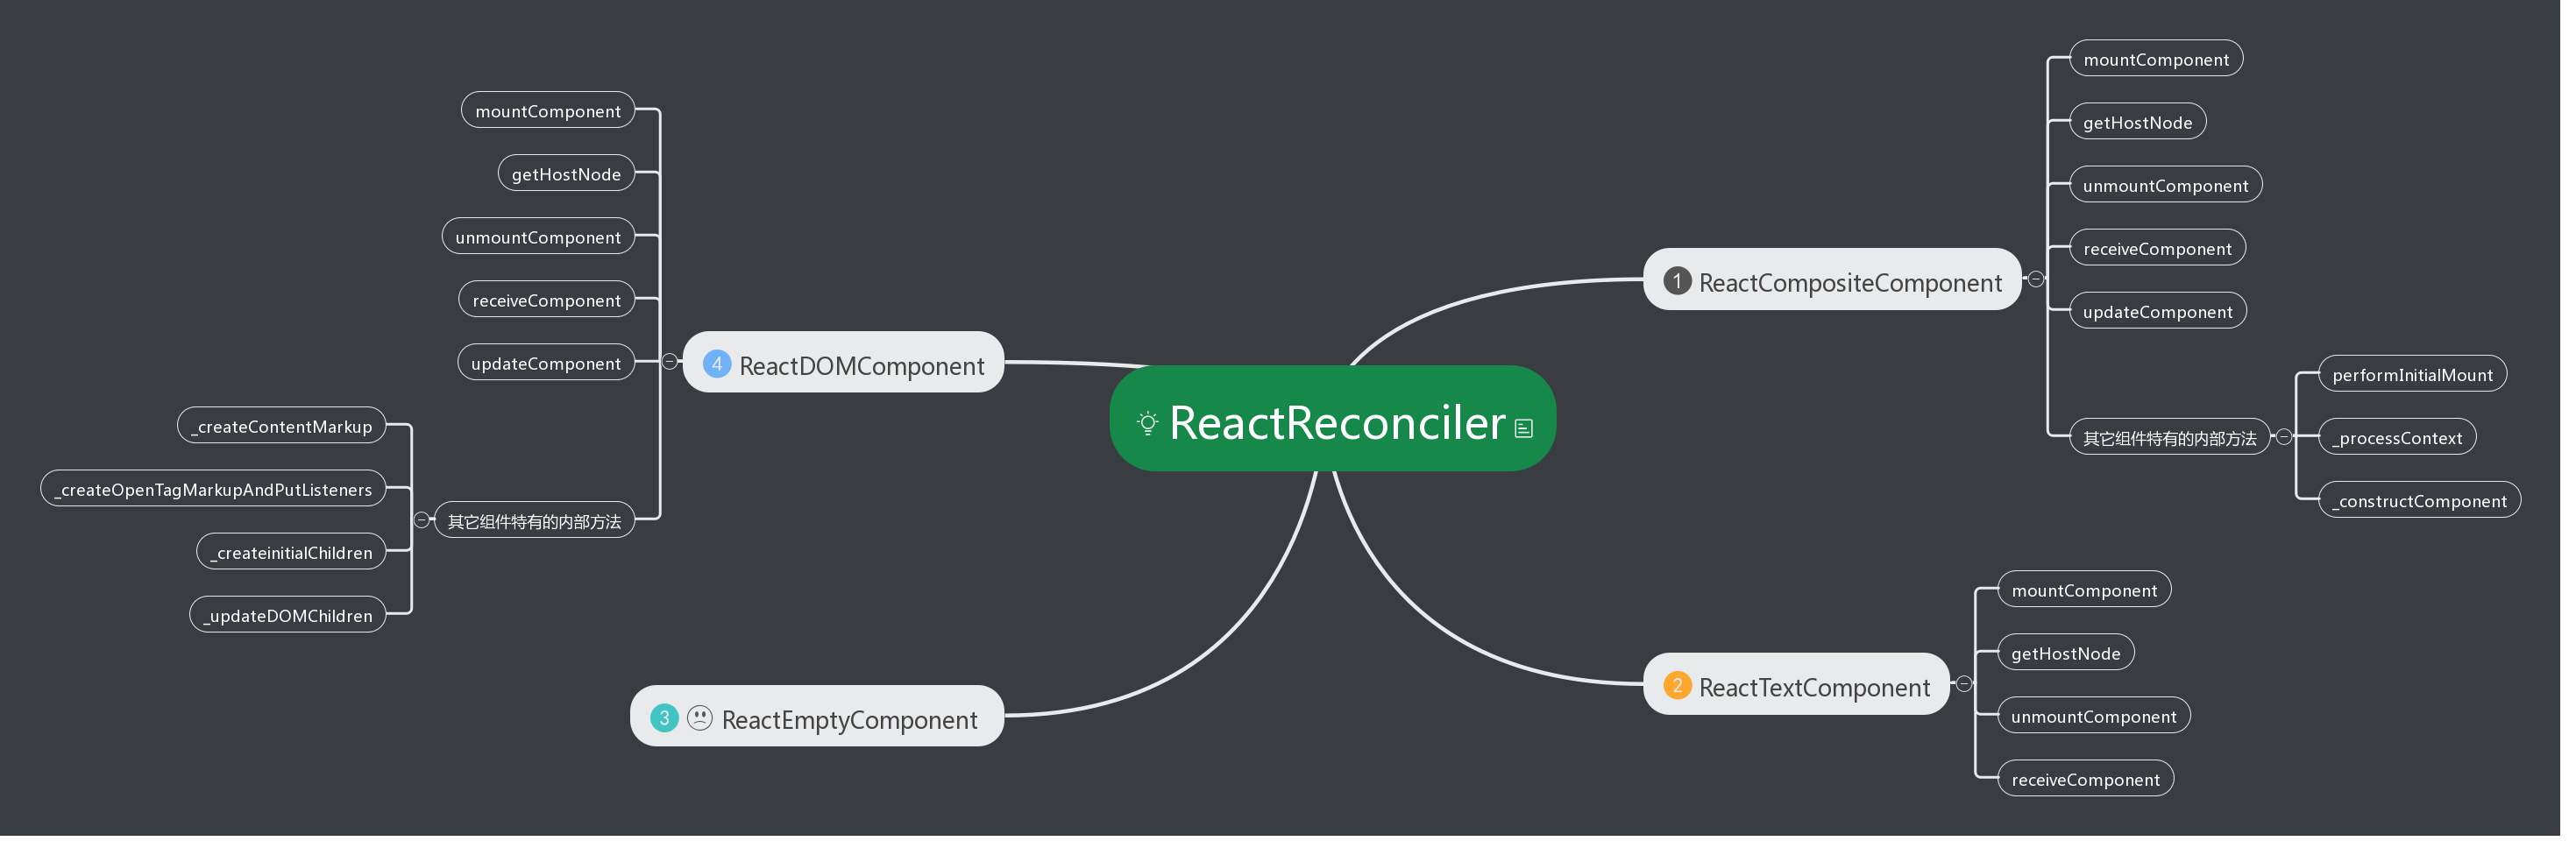 ReactReconciler
1 ReactCompositeComponent
mountComponent
getHostNode
unmountComponent
receiveComponent
updateComponent
其它组件特有的内部方法
performInitialMount
_processContext
_constructComponent
2 ReactTextComponent
mountComponent
getHostNode
unmountComponent
receiveComponent
3 ReactEmptyComponent
4 ReactDOMComponent
mountComponent
getHostNode
unmountComponent
receiveComponent
updateComponent
其它组件特有的内部方法
_createContentMarkup
_createOpenTagMarkupAndPutListeners
_createinitialChildren
_updateDOMChildren